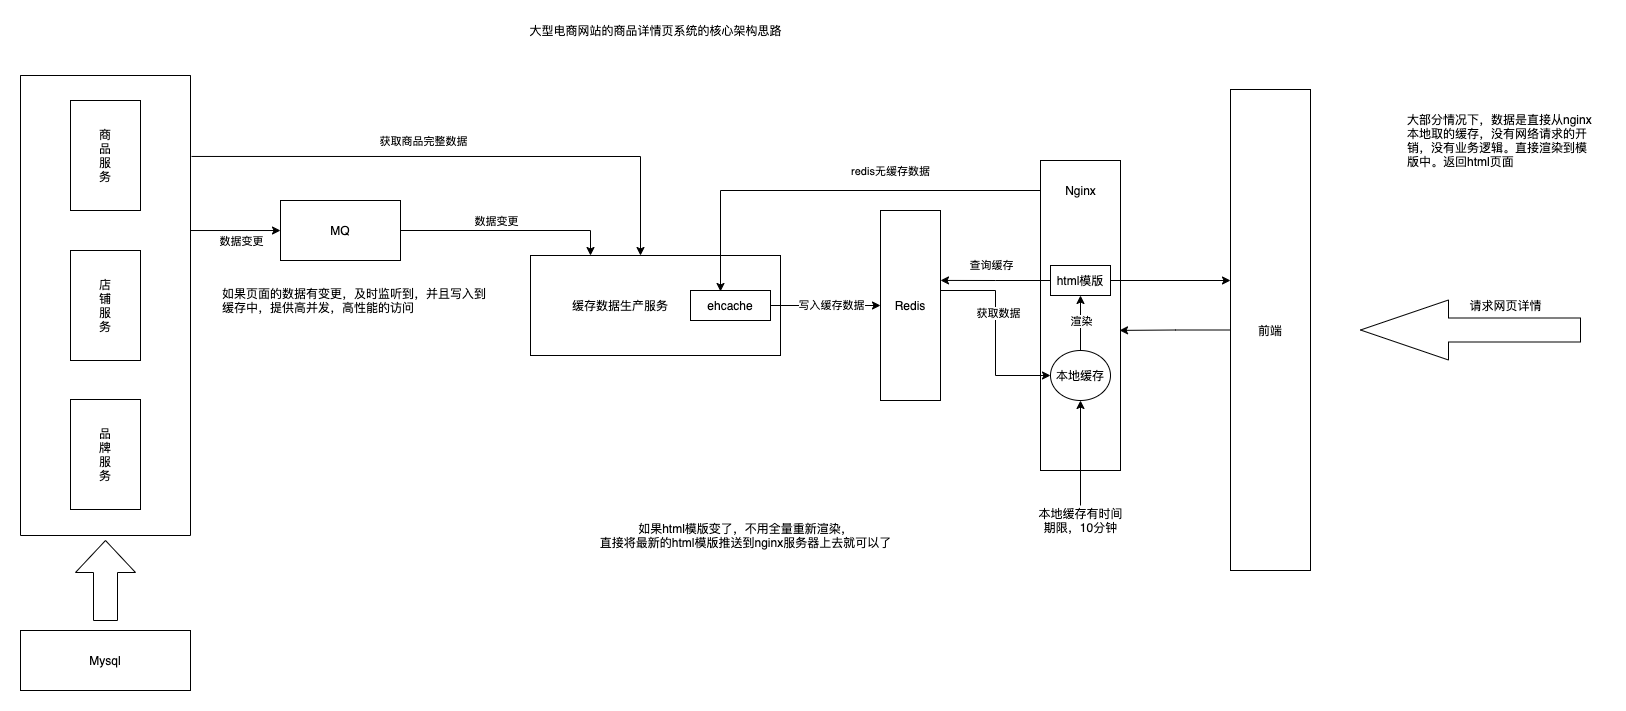 大型电商网站的商品详情页系统的核心架构思路
商品服务
店铺服务
品牌服务
Mysql
获取商品完整数据
数据变更
MQ
数据变更
如果页面的数据有变更，及时监听到，并且写入到
缓存中，提供高并发，高性能的访问
缓存数据生产服务
ehcache
写入缓存数据
redis无缓存数据
Redis
查询缓存
获取数据
Nginx
html模版
渲染
本地缓存
本地缓存有时间
期限，10分钟
如果html模版变了，不用全量重新渲染，
直接将最新的html模版推送到nginx服务器上去就可以了
前端
大部分情况下，数据是直接从nginx
本地取的缓存，没有网络请求的开
销，没有业务逻辑。直接渲染到模
版中。返回html页面
请求网页详情